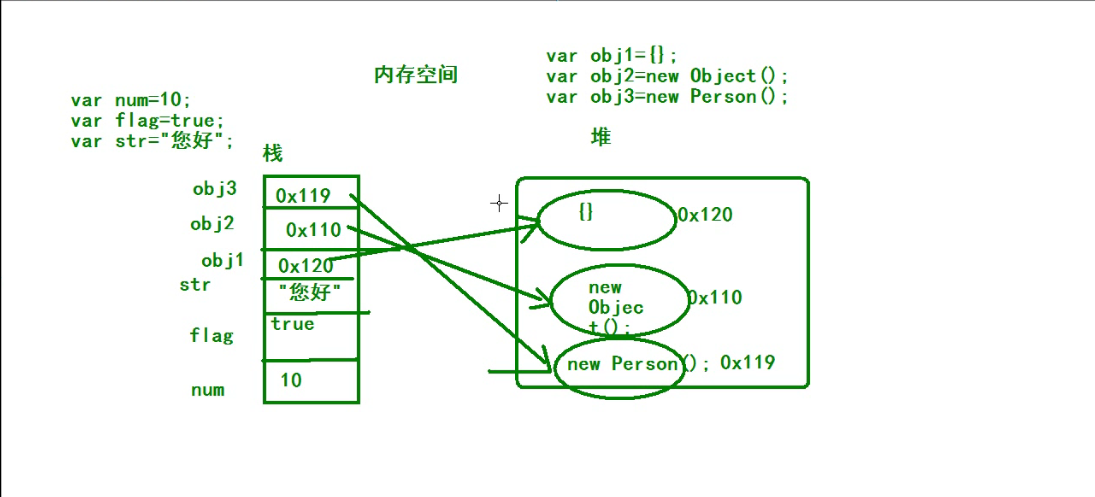 内存空间
var obj1={};
var obj2=new Object();
var obj3=new Person();
var num=10;
var flag=true;
var str="您好";
栈
堆
obj3
0x119
obj2
0x110
obj1
0x120
str
"您好"
flag
true
num
10
{}
0x120
new
Objec
t();
0x110
new Person(); 0x119